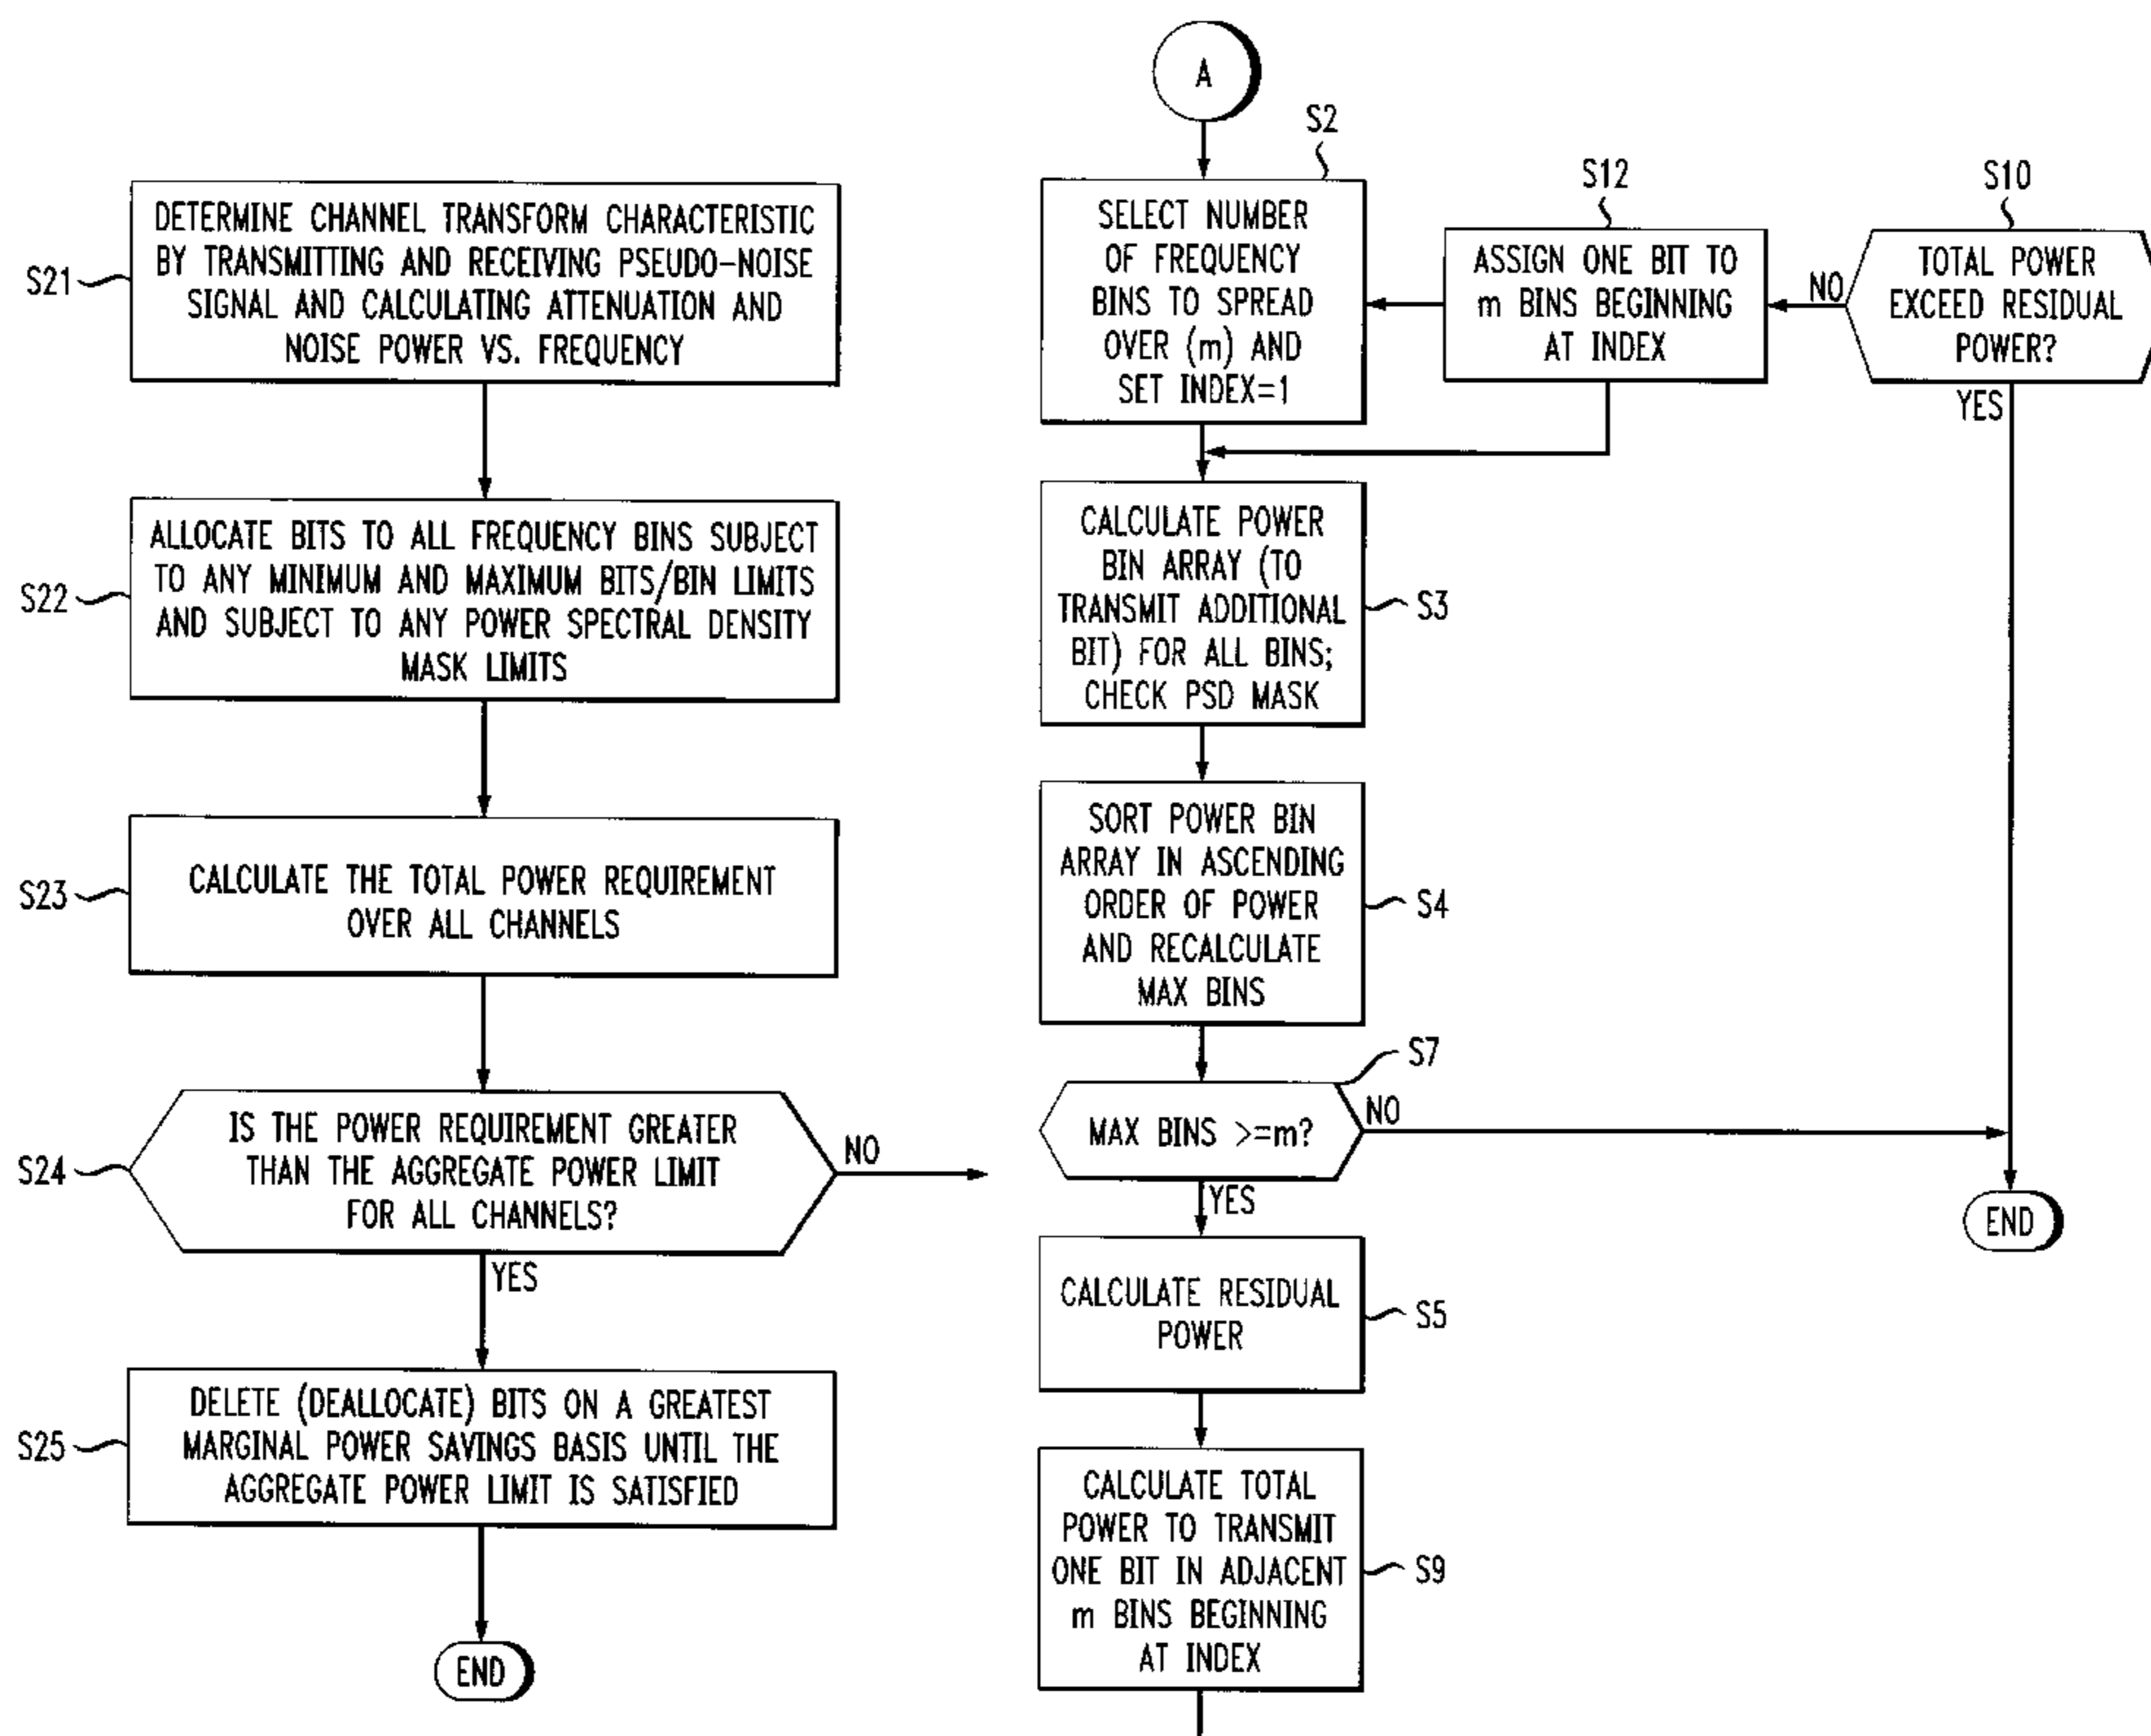 S21
DETERMINE CHANNEL TRANSFORM CHARACTERISTIC
BY TRANSMITTING AND RECEIVING PSEUDO-NOISE
SIGNAL AND CALCULATING ATTENUATION AND
NOISE POWER VS. FREQUENCY
S22
ALLOCATE BITS TO ALL FREQUENCY BINS SUBJECT
TO ANY MINIMUM AND MAXIMUM BITS/BIN LIMITS
AND SUBJECT TO ANY POWER SPECTRAL DENSITY
MASK LIMITS
S23
CALCULATE THE TOTAL POWER REQUIREMENT
OVER ALL CHANNELS
S24
IS THE POWER REQUIREMENT GREATER
THAN THE AGGREGATE POWER LIMIT
FOR ALL CHANNELS?
NO
YES
S25
DELETE (DEALLOCATE) BITS ON A GREATEST
MARGINAL POWER SAVINGS BASIS UNTIL THE
AGGREGATE POWER LIMIT IS SATISFIED
END
A
S2
SELECT NUMBER
OF FREQUENCY
BINS TO SPREAD
OVER (m) AND
SET INDEX=1
S12
ASSIGN ONE BIT TO
m BINS BEGINNING
AT INDEX
S10
TOTAL POWER
EXCEED RESIDUAL
POWER?
NO
YES
CALCULATE POWER
BIN ARRAY (TO
TRANSMIT ADDITIONAL
BIT) FOR ALL BINS;
CHECK PSD MASK
S3
SORT POWER BIN
ARRAY IN ASCENDING
ORDER OF POWER
AND RECALCULATE
MAX BINS
S4
S7
MAX BINS >=m?
NO
YES
END
CALCULATE RESIDUAL
POWER
S5
CALCULATE TOTAL
POWER TO TRANSMIT
ONE BIT IN ADJACENT
m BINS BEGINNING
AT INDEX
S9